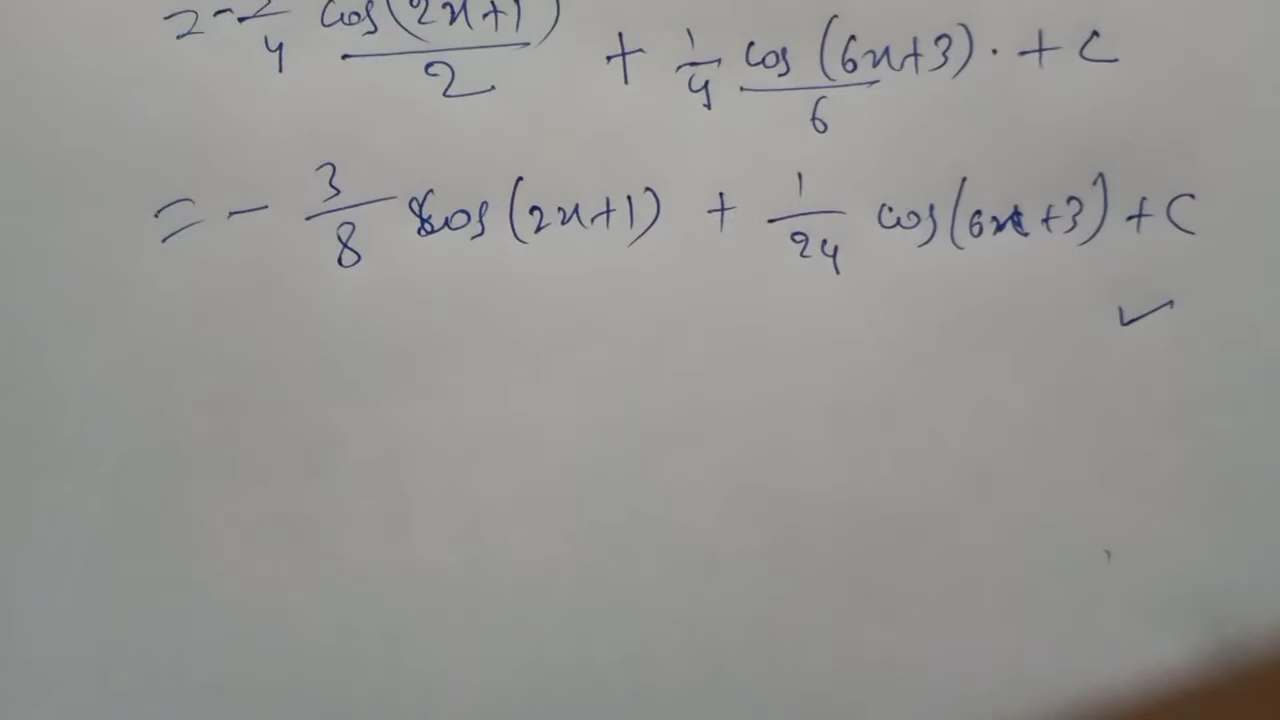 = - 3/4 cos(2x+1)/2 + 1/4 cos(6x+3)/6 . + C
= - 3/8 cos(2x+1) + 1/24 cos(6x+3) + C
✓